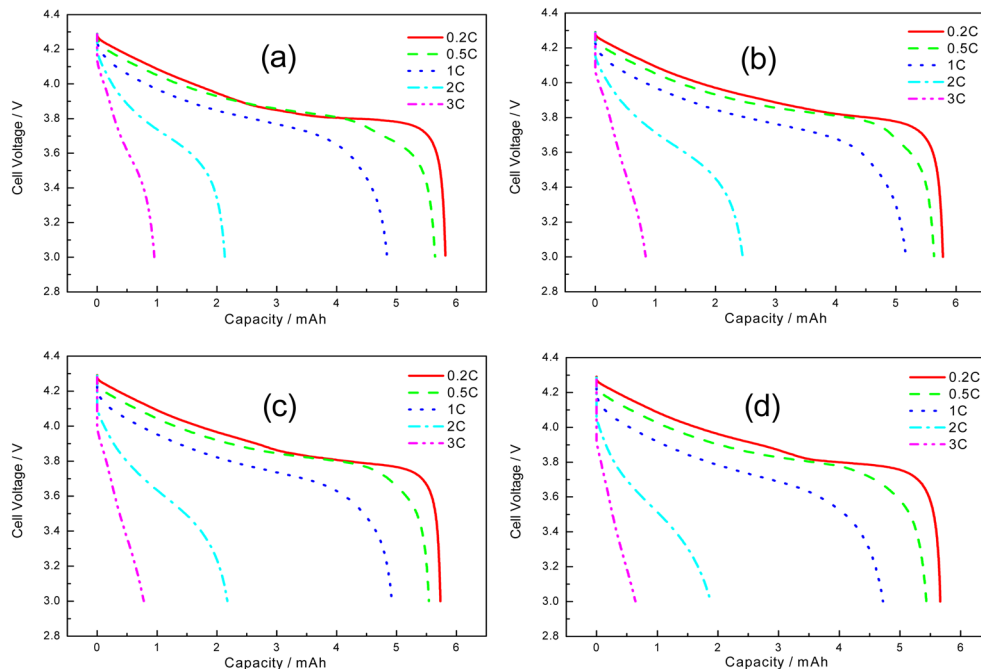 4.4
4.2
4.0
3.8
3.6
3.4
3.2
3.0
2.8
Cell Voltage / V
(a)
0.2C
0.5C
1C
2C
3C
0 1 2 3 4 5 6
Capacity / mAh
4.4
4.2
4.0
3.8
3.6
3.4
3.2
3.0
2.8
Cell Voltage / V
(b)
0.2C
0.5C
1C
2C
3C
0 1 2 3 4 5 6
Capacity / mAh
4.4
4.2
4.0
3.8
3.6
3.4
3.2
3.0
2.8
Cell Voltage / V
(c)
0.2C
0.5C
1C
2C
3C
0 1 2 3 4 5 6
Capacity / mAh
4.4
4.2
4.0
3.8
3.6
3.4
3.2
3.0
2.8
Cell Voltage / V
(d)
0.2C
0.5C
1C
2C
3C
0 1 2 3 4 5 6
Capacity / mAh